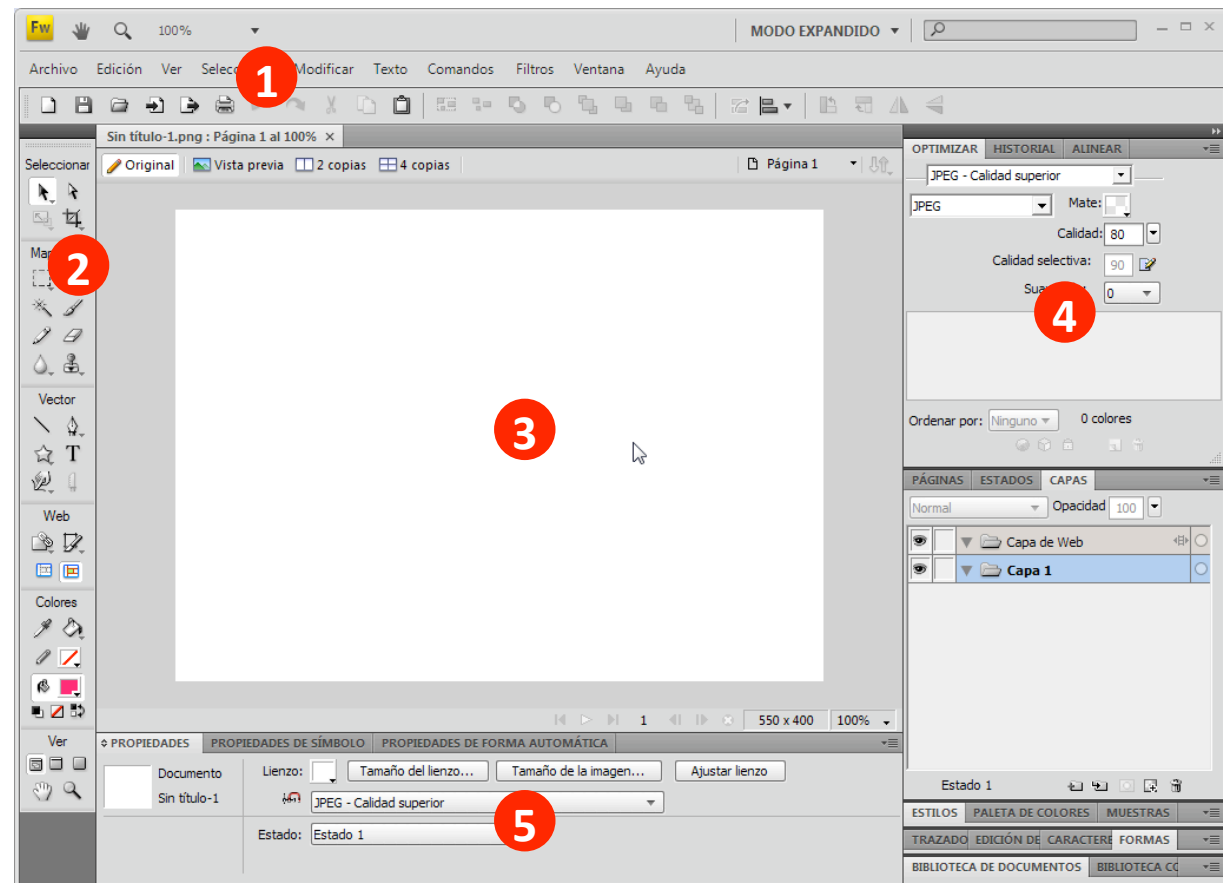 Fw 100% MODO EXPANDIDO
Archivo Edición Ver Modificar Texto Comandos Filtros Ventana Ayuda
1
Sin título-1.png : Página 1 al 100% ×
Original Vista previa 2 copias 4 copias Página 1
Seleccionar
2
Vector
T
Web
Colores
Ver
3
1 550 x 400 100%
OPTIMIZAR HISTORIAL ALINEAR
JPEG - Calidad superior
JPEG Mate:
Calidad: 80
Calidad selectiva: 90
0
4
Ordenar por: Ninguno 0 colores
PÁGINAS ESTADOS CAPAS
Normal Opacidad 100
Capa de Web
Capa 1
Estado 1
ESTILOS PALETA DE COLORES MUESTRAS
TRAZADO EDICIÓN DE CARACTERE FORMAS
BIBLIOTECA DE DOCUMENTOS BIBLIOTECA
PROPIEDADES PROPIEDADES DE SÍMBOLO PROPIEDADES DE FORMA AUTOMÁTICA
Documento Lienzo: Tamaño del lienzo... Tamaño de la imagen... Ajustar lienzo
Sin título-1 JPEG - Calidad superior
5
Estado: Estado 1